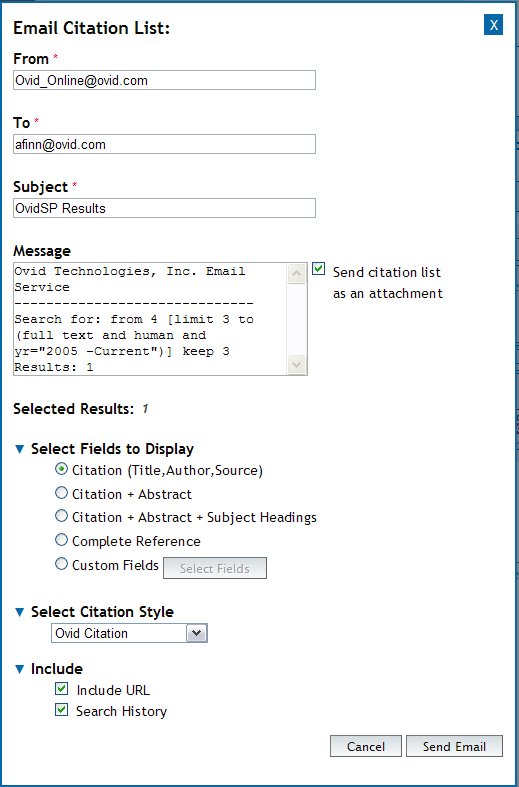 Email Citation List:
X
From *
Ovid_Online@ovid.com
To *
afinn@ovid.com
Subject *
OvidSP Results
Message
Ovid Technologies, Inc. Email
Service
------------------------------
Search for: from 4 [limit 3 to
(full text and human and
yr="2005 -Current")] keep 3
Results: 1
Send citation list
as an attachment
Selected Results: 1
Select Fields to Display
Citation (Title,Author,Source)
Citation + Abstract
Citation + Abstract + Subject Headings
Complete Reference
Custom Fields Select Fields
Select Citation Style
Ovid Citation
Include
Include URL
Search History
Cancel Send Email